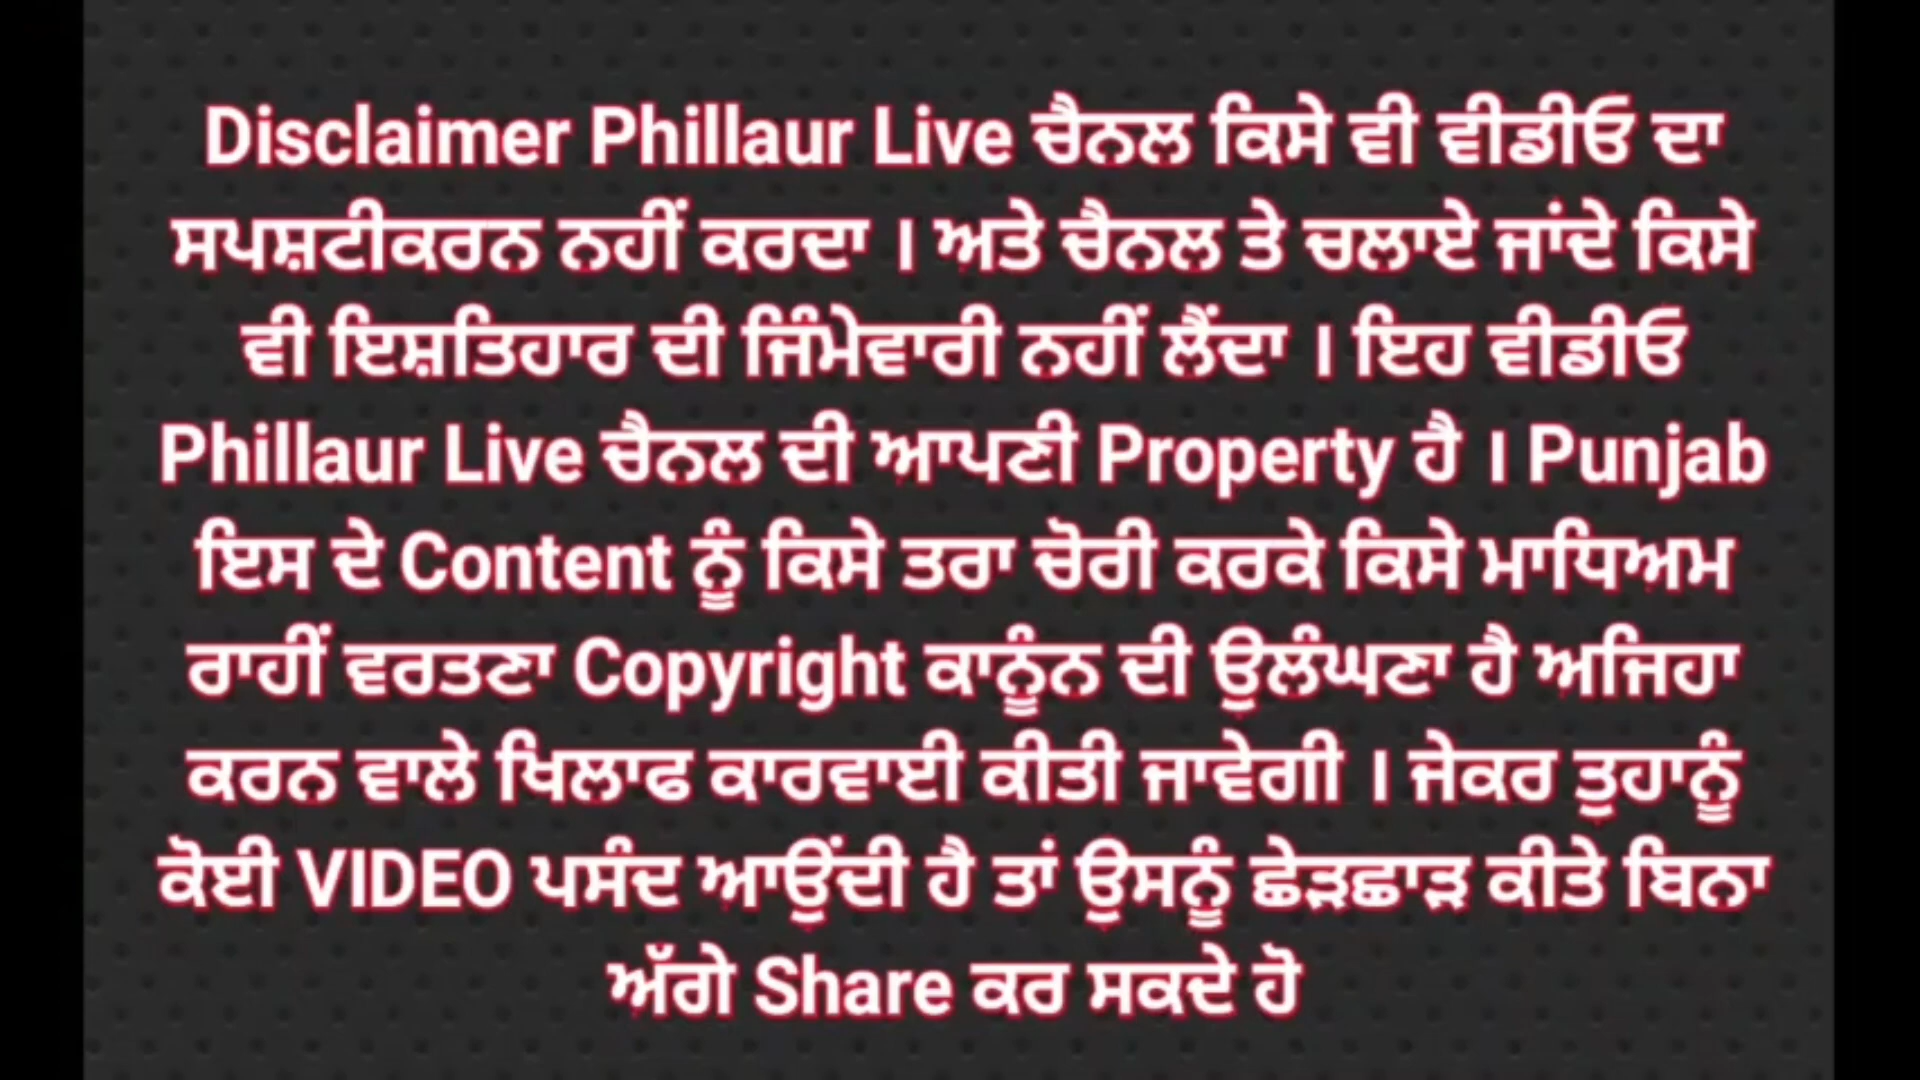 Disclaimer Phillaur Live ਚੈਨਲ ਕਿਸੇ ਵੀ ਵੀਡੀਓ ਦਾ
ਸਪਸ਼ਟੀਕਰਨ ਨਹੀਂ ਕਰਦਾ । ਅਤੇ ਚੈਨਲ ਤੇ ਚਲਾਏ ਜਾਂਦੇ ਕਿਸੇ
ਵੀ ਇਸ਼ਤਿਹਾਰ ਦੀ ਜਿੰਮੇਵਾਰੀ ਨਹੀਂ ਲੈਂਦਾ । ਇਹ ਵੀਡੀਓ
Phillaur Live ਚੈਨਲ ਦੀ ਆਪਣੀ Property ਹੈ । Punjab
ਇਸ ਦੇ Content ਨੂੰ ਕਿਸੇ ਤਰਾ ਚੋਰੀ ਕਰਕੇ ਕਿਸੇ ਮਾਧਿਅਮ
ਰਾਹੀਂ ਵਰਤਣਾ Copyright ਕਾਨੂੰਨ ਦੀ ਉਲੰਘਣਾ ਹੈ ਅਜਿਹਾ
ਕਰਨ ਵਾਲੇ ਖਿਲਾਫ ਕਾਰਵਾਈ ਕੀਤੀ ਜਾਵੇਗੀ । ਜੇਕਰ ਤੁਹਾਨੂੰ
ਕੋਈ VIDEO ਪਸੰਦ ਆਉਂਦੀ ਹੈ ਤਾਂ ਉਸਨੂੰ ਛੇੜਛਾੜ ਕੀਤੇ ਬਿਨਾ
ਅੱਗੇ Share ਕਰ ਸਕਦੇ ਹੋ